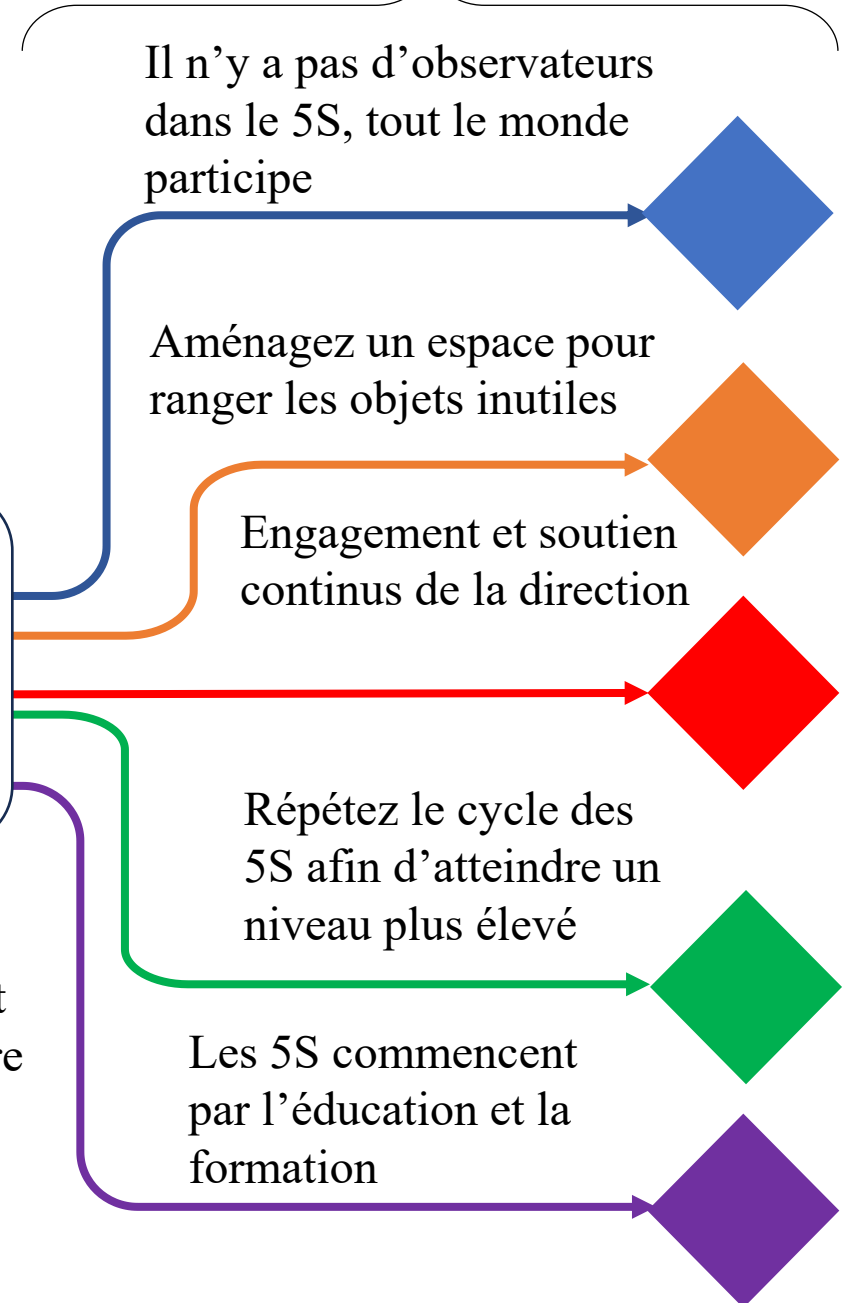 Il n’y a pas d’observateurs
dans le 5S, tout le monde
participe
Aménagez un espace pour
ranger les objets inutiles
Engagement et soutien
continus de la direction
Répétez le cycle des
5S afin d’atteindre un
niveau plus élevé
Les 5S commencent
par l’éducation et la
formation